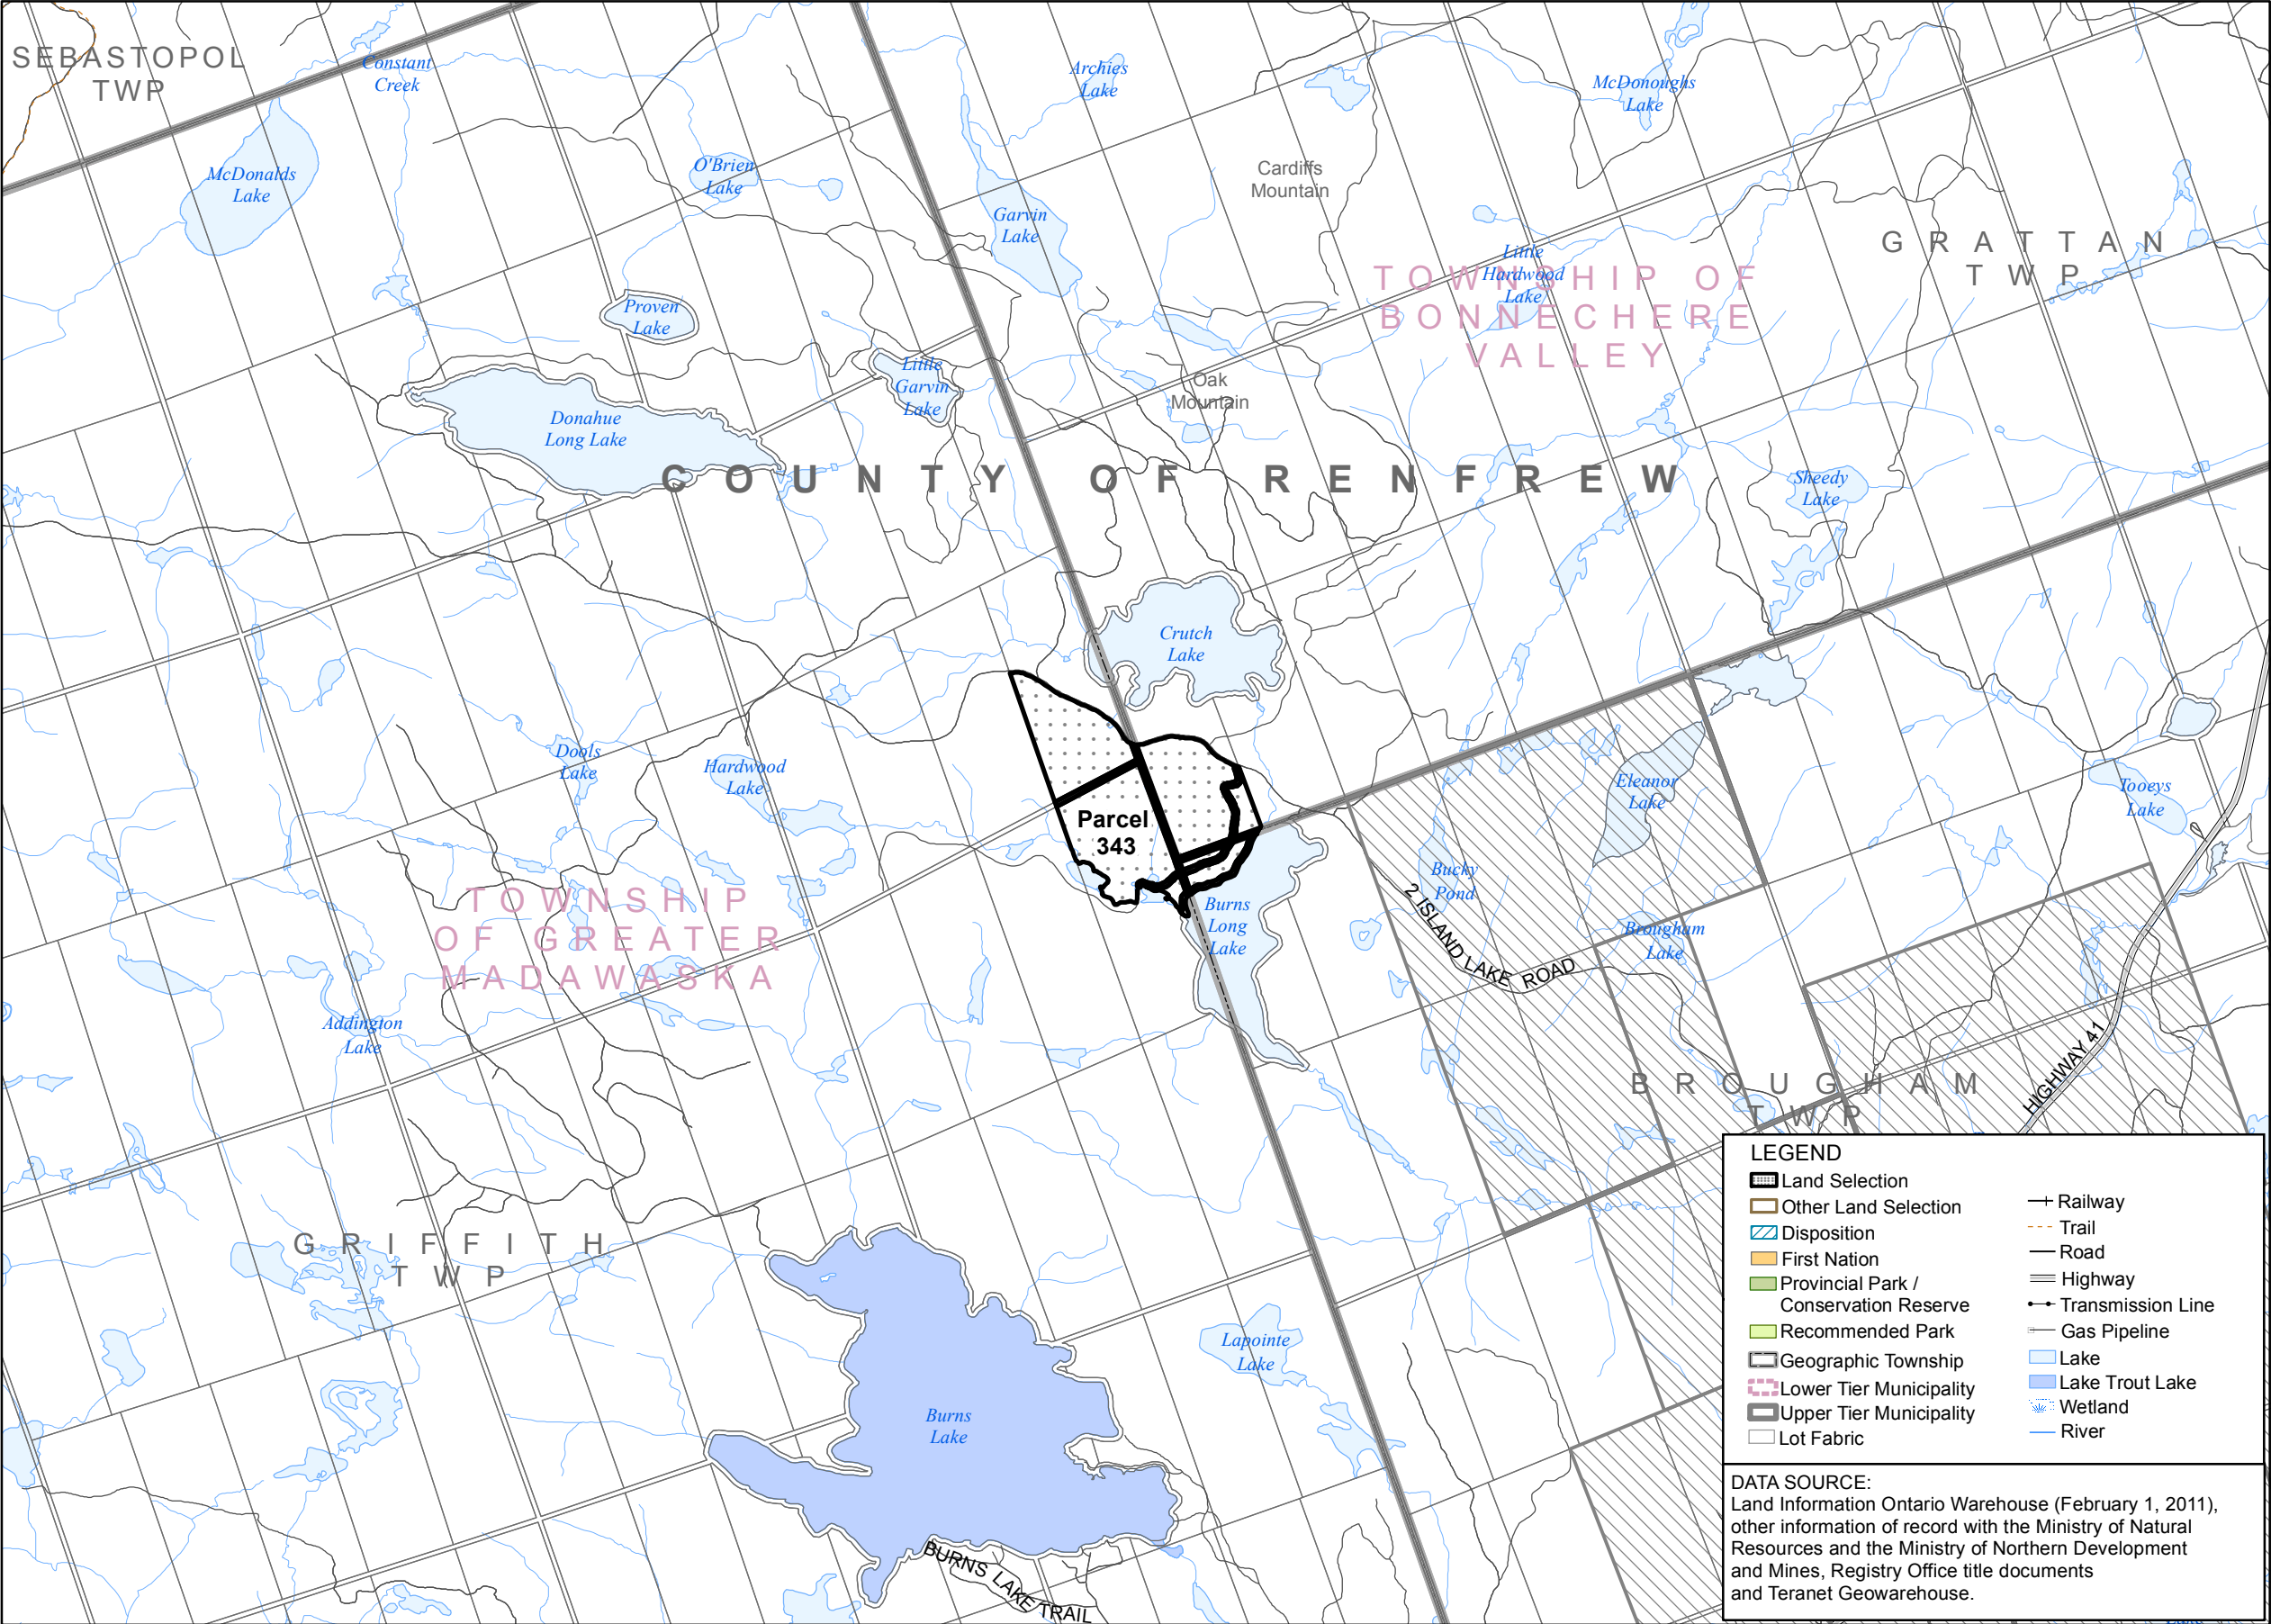 SEBASTOPOL
TWP
Constant
Creek
Archies
Lake
McDonoughs
Lake
McDonalds
Lake
O'Brien
Lake
Cardiffs
Mountain
Garvin
Lake
GRATTAN
TWP
TOWNSHIP OF
BONNECHERE
VALLEY
Little
Hardwood
Lake
Proven
Lake
Little
Garvin
Lake
Oak
Mountain
Donahue
Long Lake
COUNTY OF RENFREW
Sheedy
Lake
Crutch
Lake
Dools
Lake
Hardwood
Lake
Eleanor
Lake
Tooeys
Lake
Parcel
343
Bucky
Pond
2 ISLAND LAKE ROAD
Burns
Long
Lake
Brougham
Lake
TOWNSHIP
OF GREATER
MADAWASKA
Addington
Lake
HIGHWAY 41
BROUGHAM
TWP
GRIFFITH
TWP
Lapointe
Lake
Burns
Lake
BURNS LAKE TRAIL
LEGEND
Land Selection
Other Land Selection
Disposition
First Nation
Provincial Park /
Conservation Reserve
Recommended Park
Geographic Township
Lower Tier Municipality
Upper Tier Municipality
Lot Fabric
Railway
Trail
Road
Highway
Transmission Line
Gas Pipeline
Lake
Lake Trout Lake
Wetland
River
DATA SOURCE:
Land Information Ontario Warehouse (February 1, 2011),
other information of record with the Ministry of Natural
Resources and the Ministry of Northern Development
and Mines, Registry Office title documents
and Teranet Geowarehouse.